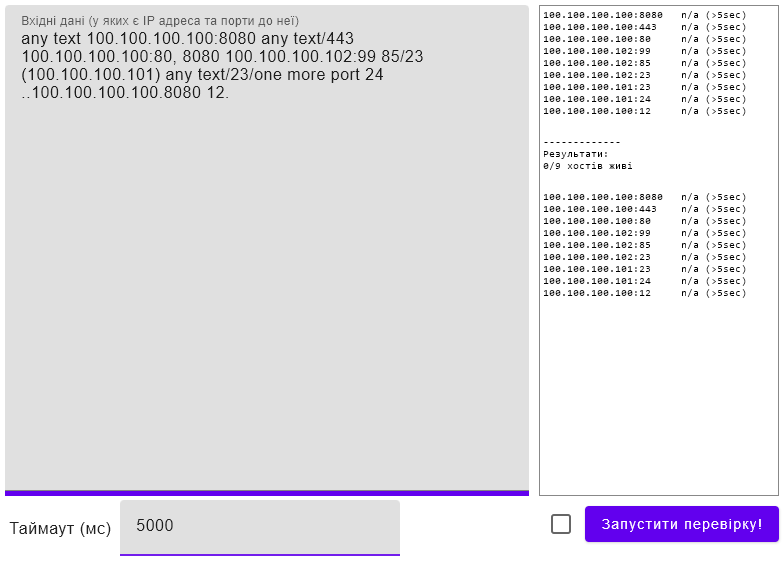 Вхідні дані (у яких є IP адреса та порти до неї)
any text 100.100.100.100:8080 any text/443
100.100.100.100:80, 8080 100.100.100.102:99 85/23
(100.100.100.101) any text/23/one more port 24
..100.100.100.100.8080 12.
100.100.100.100:8080 n/a (>5sec)
100.100.100.100:443 n/a (>5sec)
100.100.100.100:80 n/a (>5sec)
100.100.100.102:99 n/a (>5sec)
100.100.100.102:85 n/a (>5sec)
100.100.100.102:23 n/a (>5sec)
100.100.100.101:23 n/a (>5sec)
100.100.100.101:24 n/a (>5sec)
100.100.100.100:12 n/a (>5sec)
-------------
Результати:
0/9 хостів живі
100.100.100.100:8080 n/a (>5sec)
100.100.100.100:443 n/a (>5sec)
100.100.100.100:80 n/a (>5sec)
100.100.100.102:99 n/a (>5sec)
100.100.100.102:85 n/a (>5sec)
100.100.100.102:23 n/a (>5sec)
100.100.100.101:23 n/a (>5sec)
100.100.100.101:24 n/a (>5sec)
100.100.100.100:12 n/a (>5sec)
Таймаут (мс) 5000
Запустити перевірку!